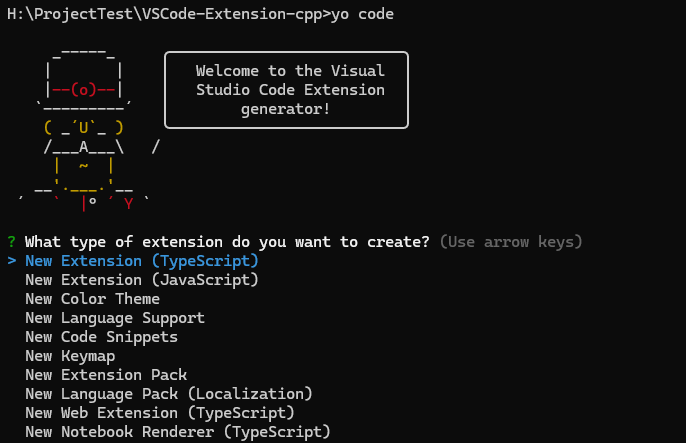 H:\ProjectTest\VSCode-Extension-cpp>yo code
Welcome to the Visual
Studio Code Extension
generator!
? What type of extension do you want to create? (Use arrow keys)
> New Extension (TypeScript)
New Extension (JavaScript)
New Color Theme
New Language Support
New Code Snippets
New Keymap
New Extension Pack
New Language Pack (Localization)
New Web Extension (TypeScript)
New Notebook Renderer (TypeScript)